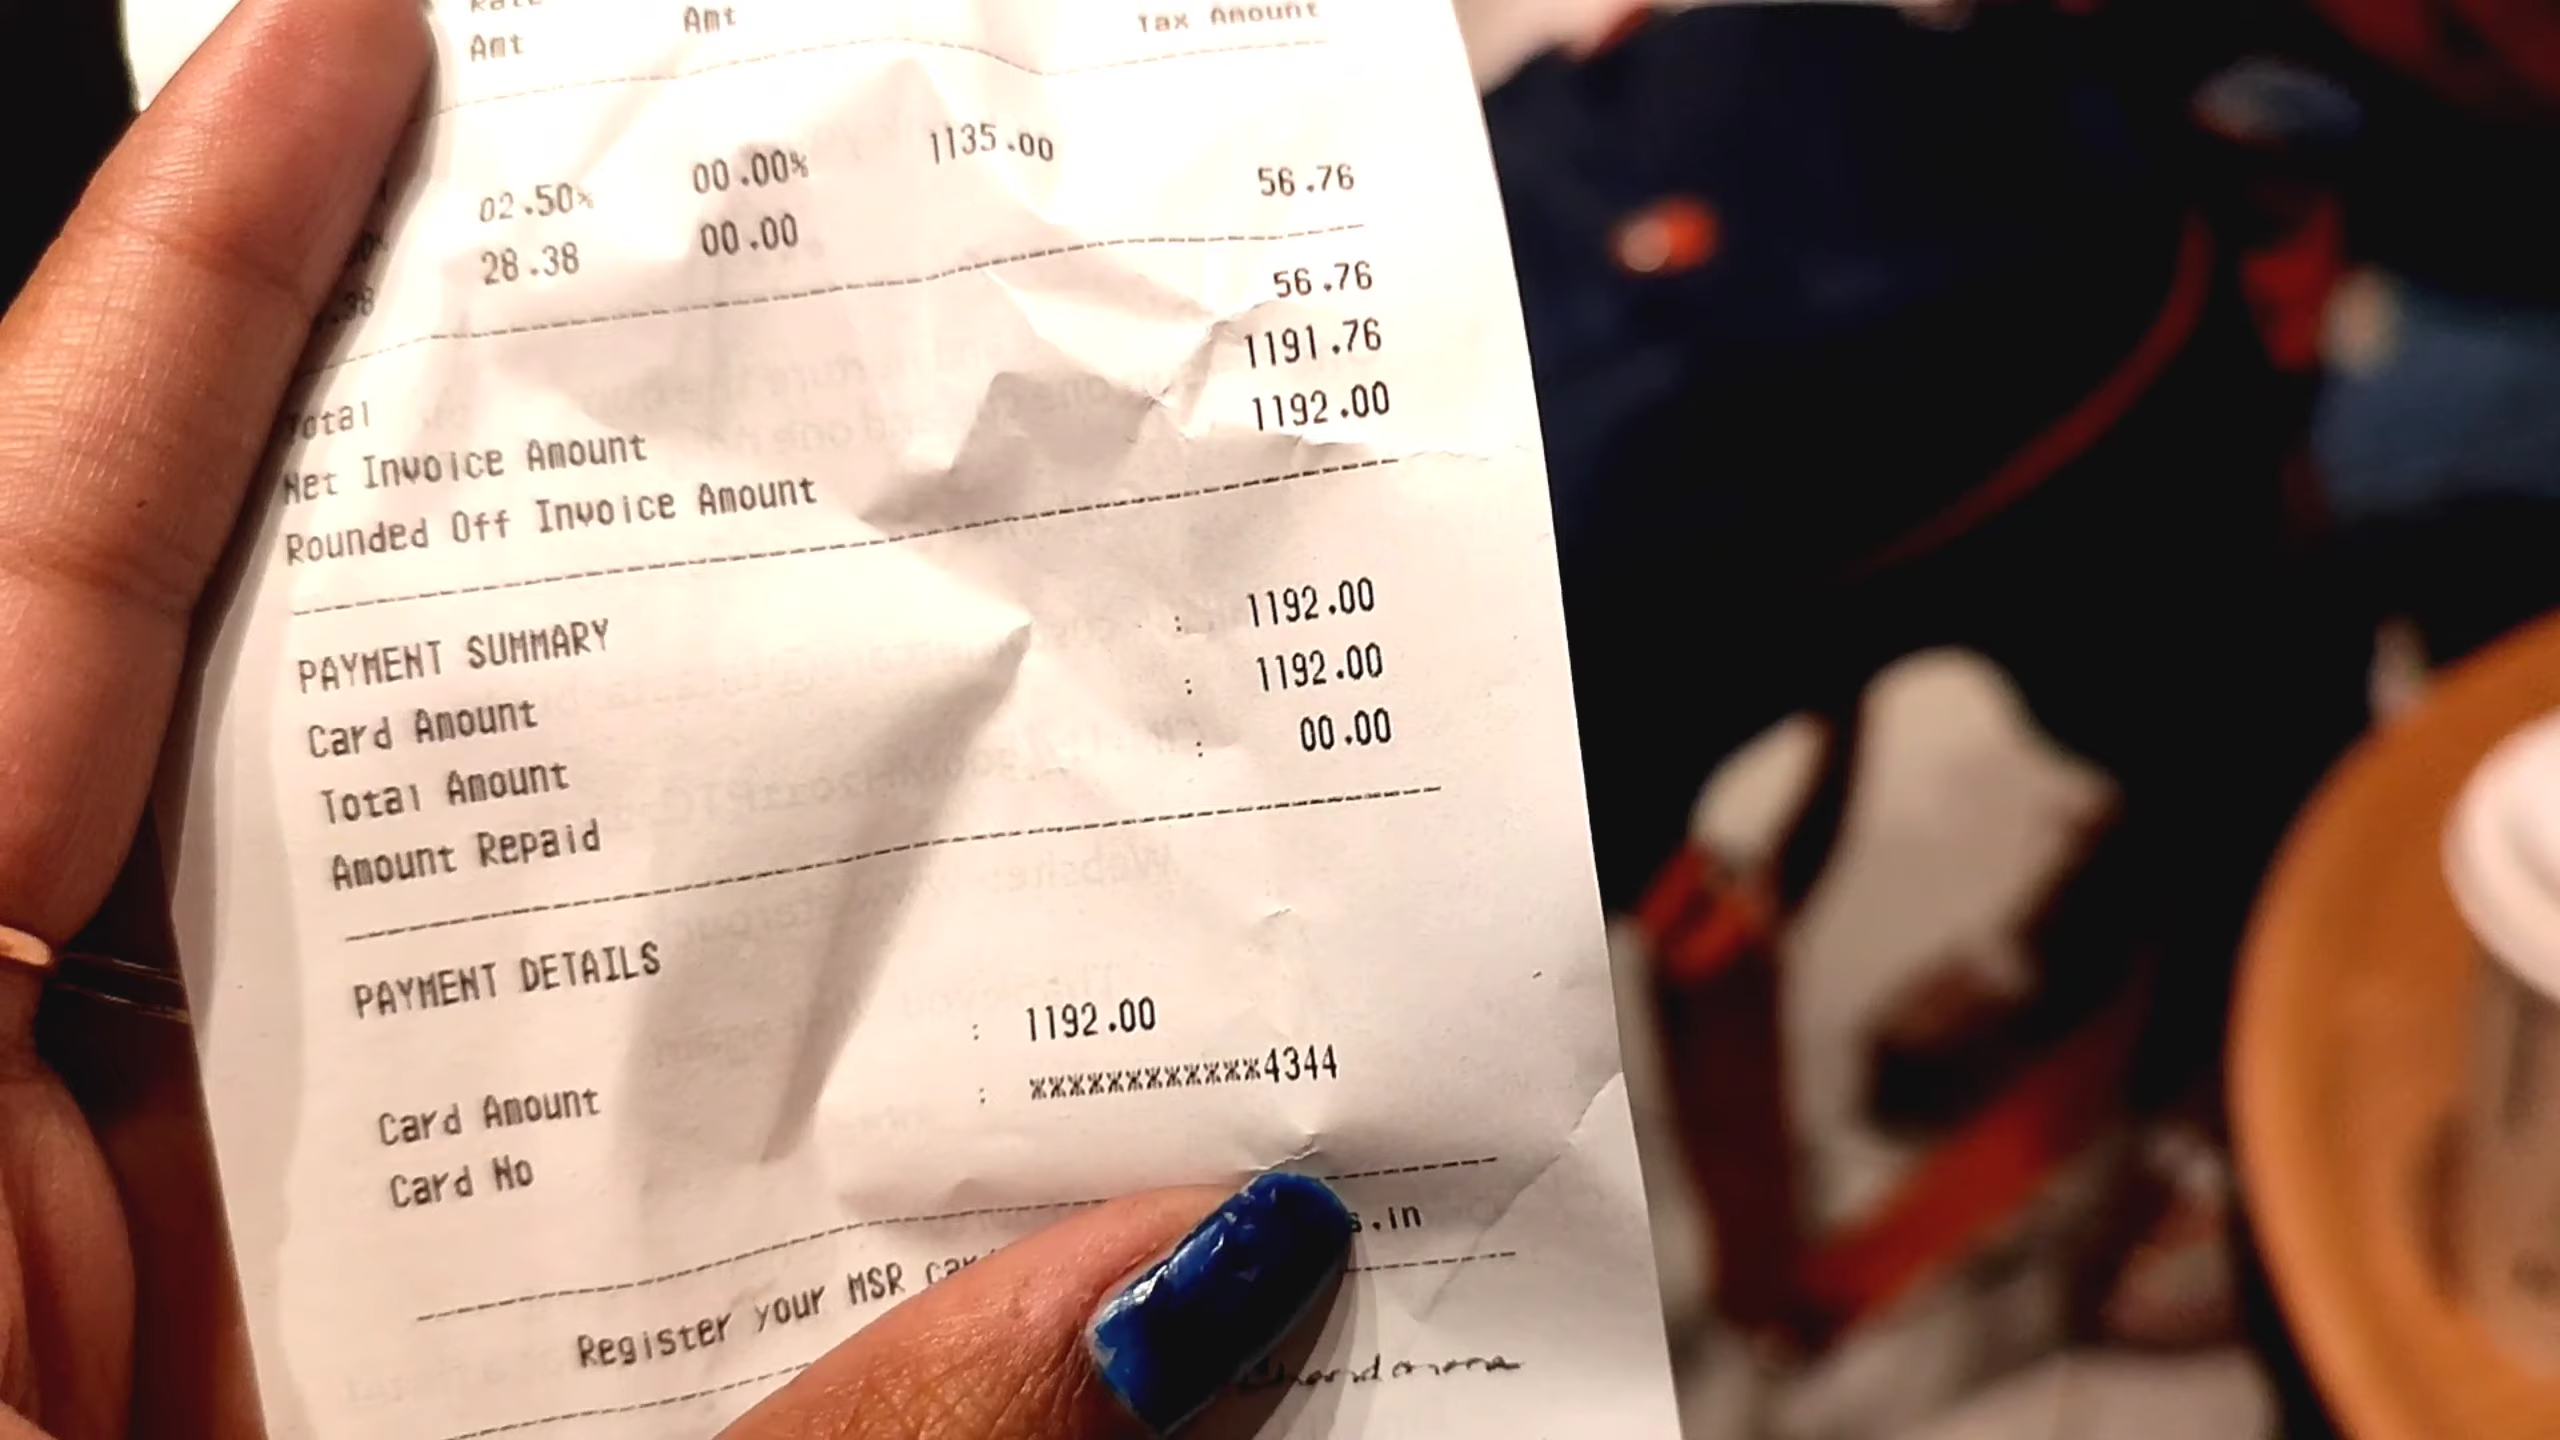 Rate
Amt Amt Tax Amount
02.50% 00.00% 1135.00
28.38 00.00 56.76
Total 56.76
Net Invoice Amount 1191.76
Rounded Off Invoice Amount 1192.00
PAYMENT SUMMARY
Card Amount : 1192.00
Total Amount : 1192.00
Amount Repaid : 00.00
PAYMENT DETAILS
Card Amount : 1192.00
Card No : xxxxxxxxxxxx4344
Register your MSR s.in